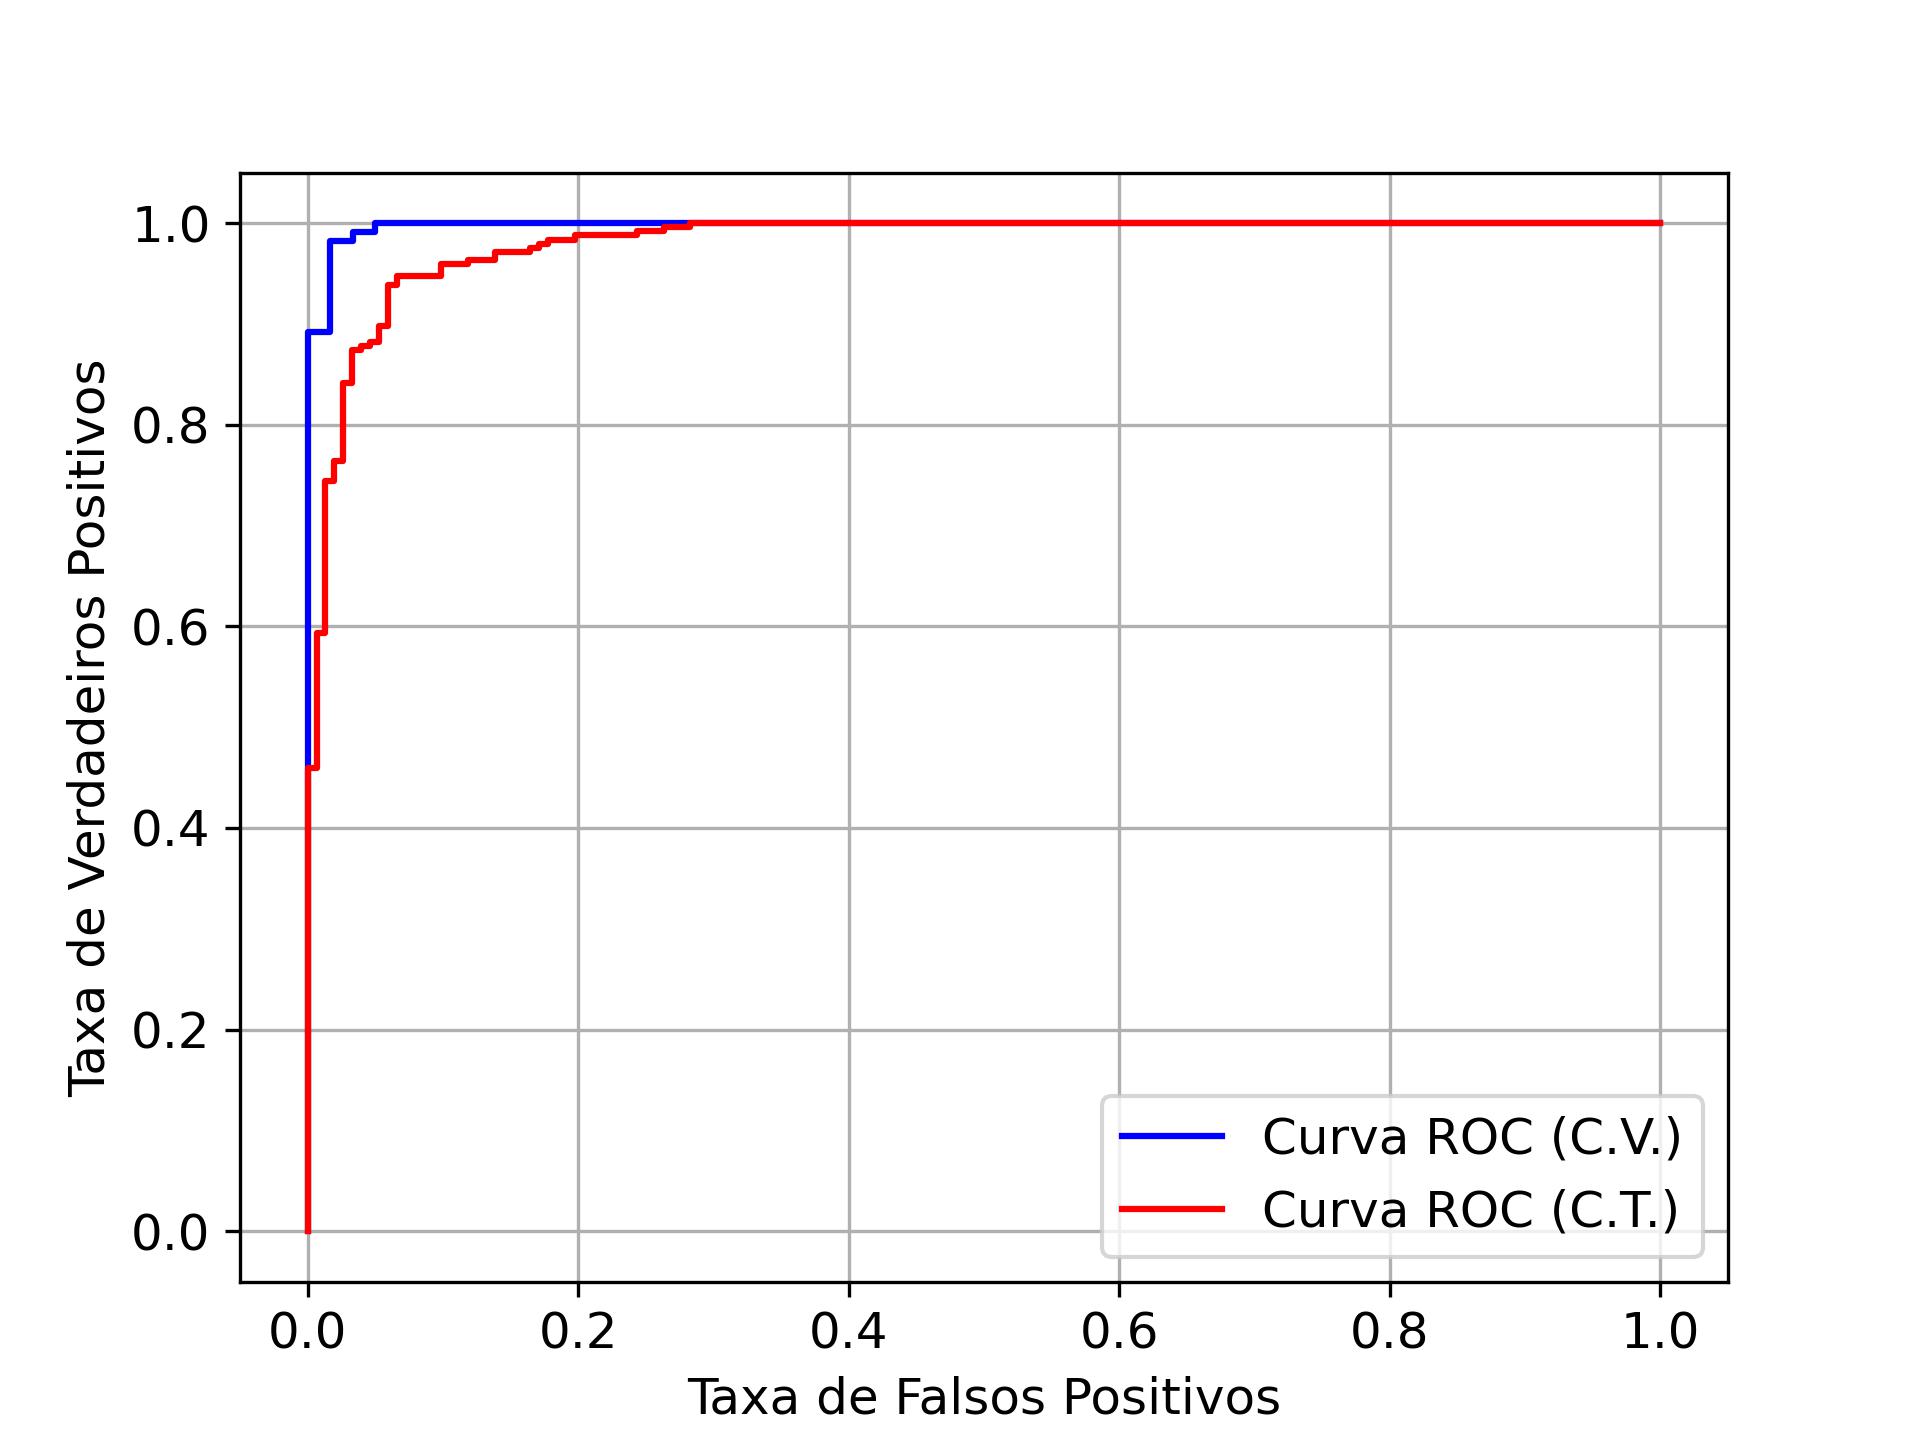 1.0
0.8
0.6
0.4
0.2
0.0
Taxa de Verdadeiros Positivos
Curva ROC (C.V.)
Curva ROC (C.T.)
0.0 0.2 0.4 0.6 0.8 1.0
Taxa de Falsos Positivos